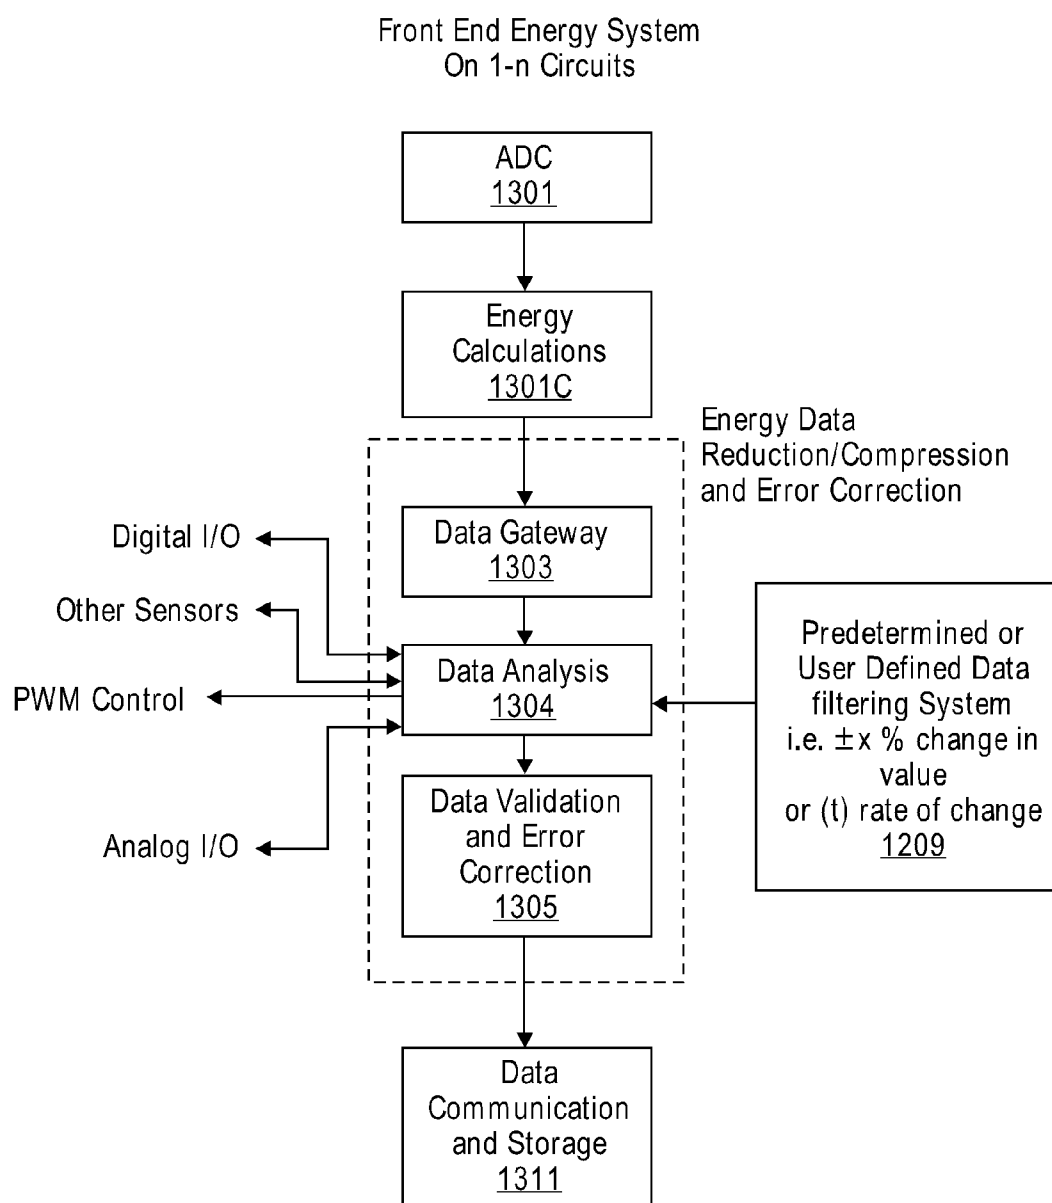 Front End Energy System
On 1-n Circuits
ADC
1301
Energy
Calculations
1301C
Energy Data
Reduction/Compression
and Error Correction
Data Gateway
1303
Digital I/O
Other Sensors
PWM Control
Analog I/O
Data Analysis
1304
Predetermined or
User Defined Data
filtering System
i.e. ±x % change in
value
or (t) rate of change
1209
Data Validation
and Error
Correction
1305
Data
Communication
and Storage
1311